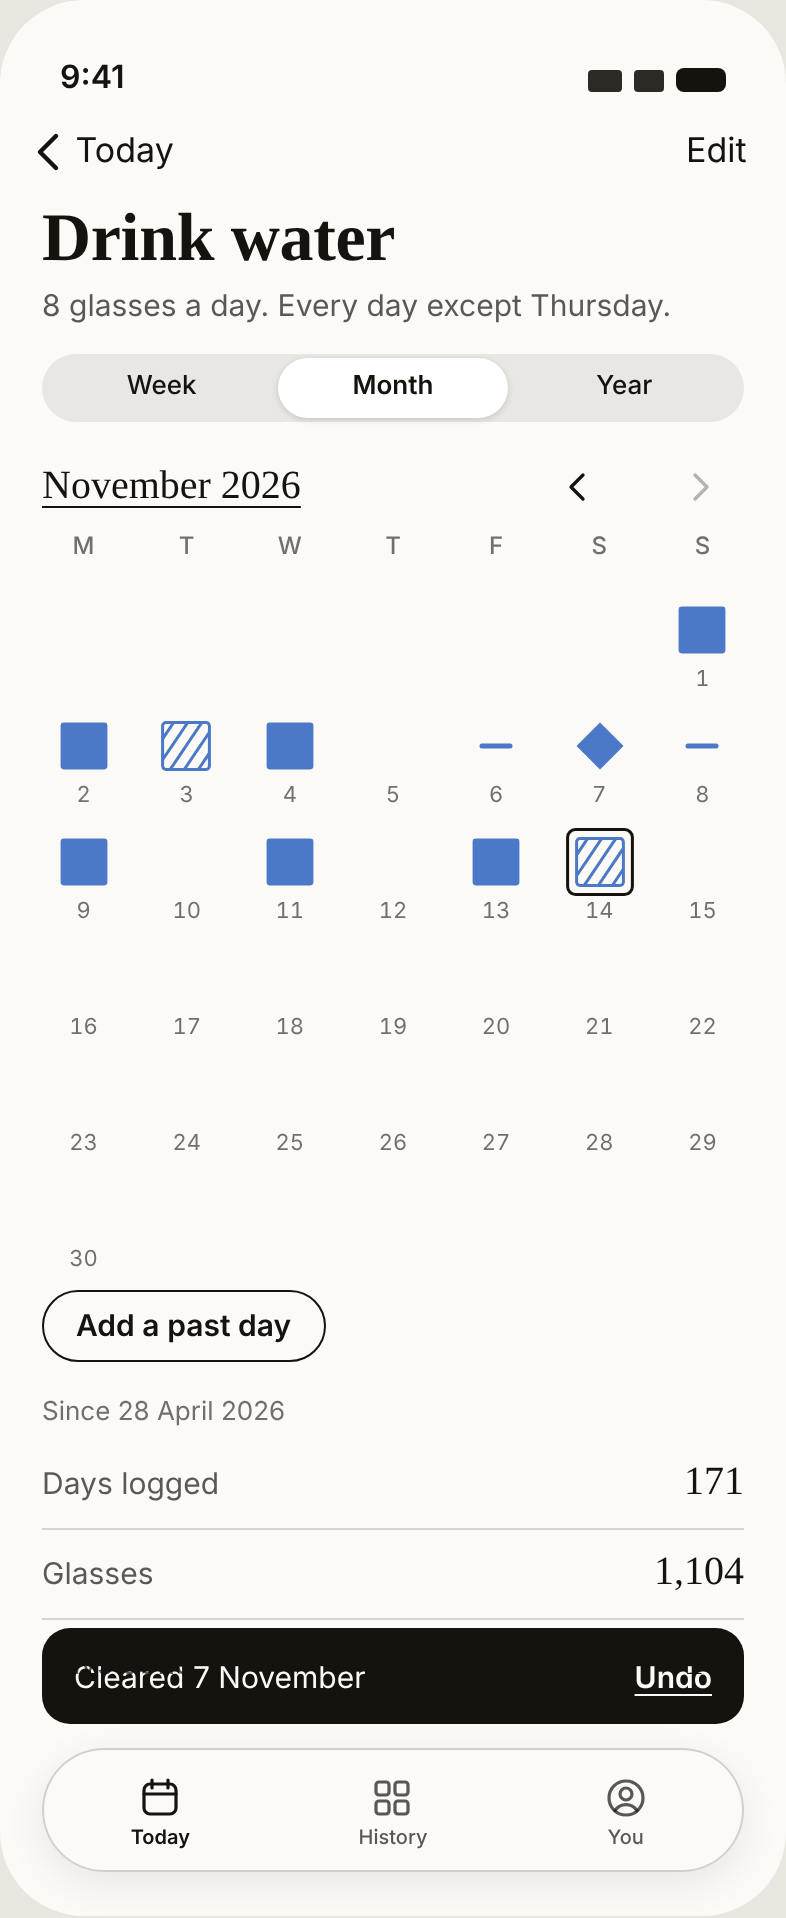 9:41
Today Edit
Drink water
8 glasses a day. Every day except Thursday.
Week Month Year
November 2026
M T W T F S S
1
2 3 4 5 6 7 8
9 10 11 12 13 14 15
16 17 18 19 20 21 22
23 24 25 26 27 28 29
30
Add a past day
Since 28 April 2026
Days logged 171
Glasses 1,104
Cleared 7 November Undo
Today History You